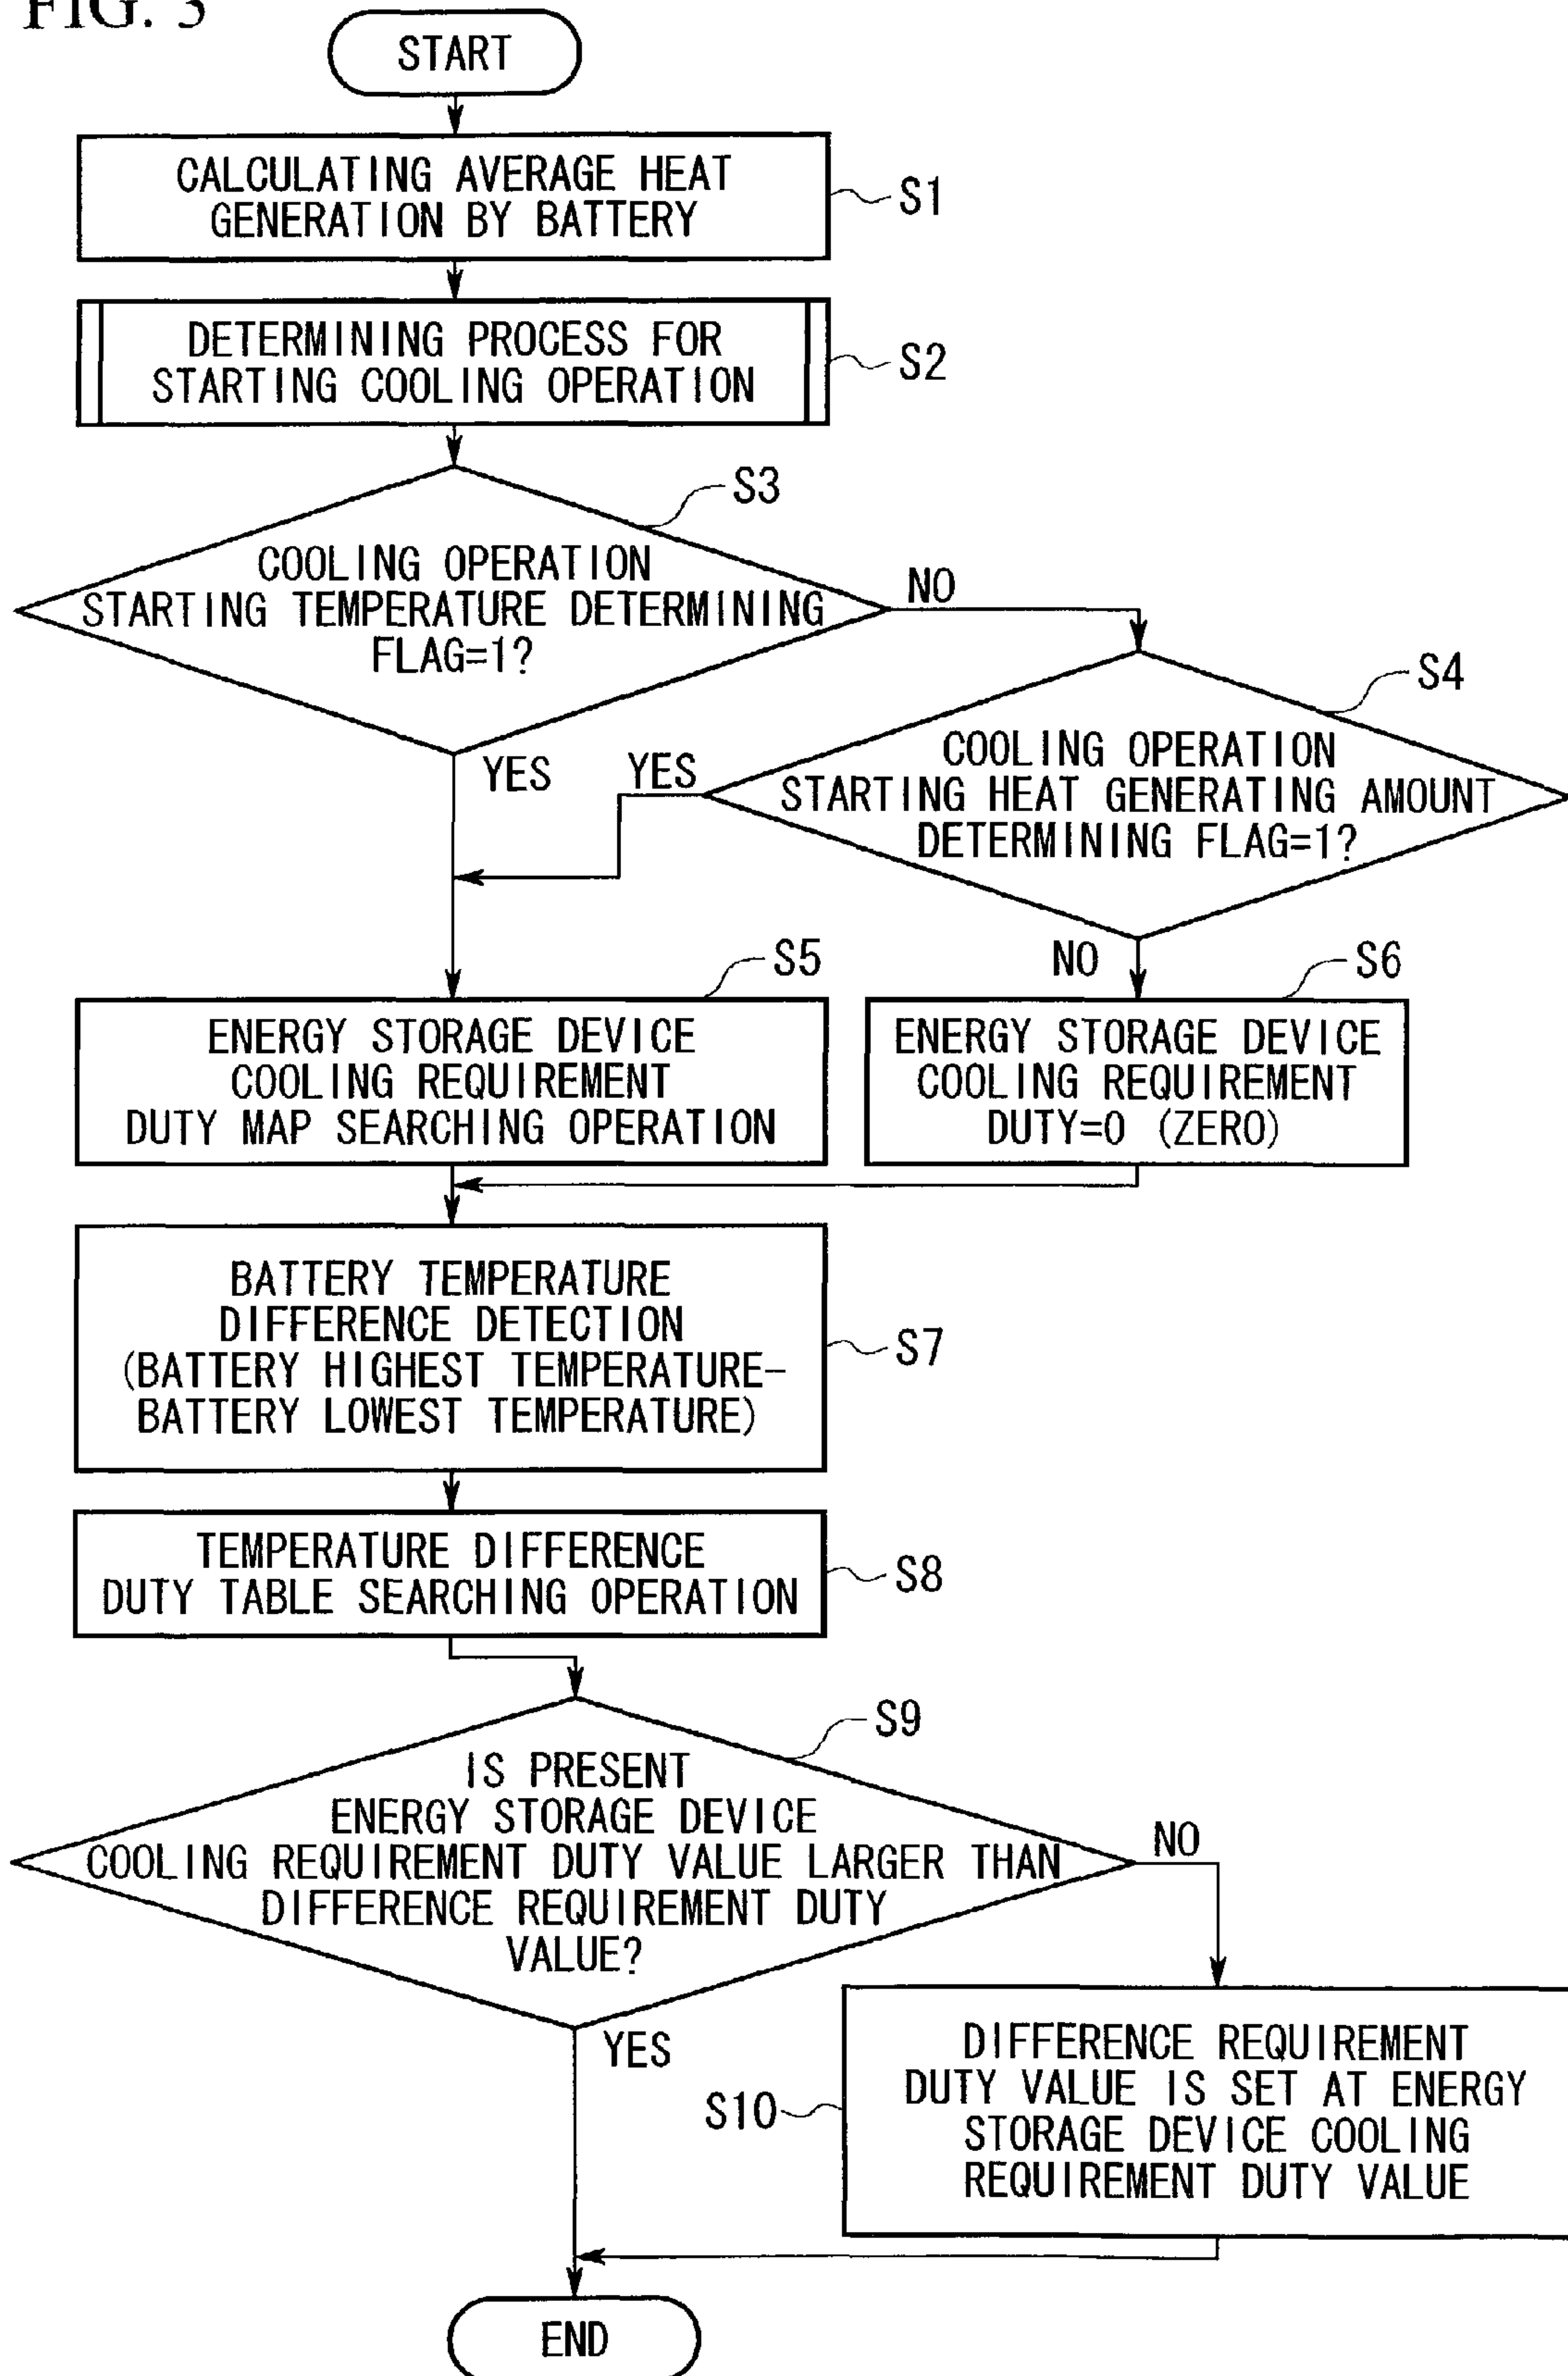 FIG. 3
START
CALCULATING AVERAGE HEAT
GENERATION BY BATTERY
S1
DETERMINING PROCESS FOR
STARTING COOLING OPERATION
S2
S3
COOLING OPERATION
STARTING TEMPERATURE DETERMINING
FLAG=1?
NO
YES
S4
COOLING OPERATION
STARTING HEAT GENERATING AMOUNT
DETERMINING FLAG=1?
YES
NO
S5
ENERGY STORAGE DEVICE
COOLING REQUIREMENT
DUTY MAP SEARCHING OPERATION
S6
ENERGY STORAGE DEVICE
COOLING REQUIREMENT
DUTY=0 (ZERO)
BATTERY TEMPERATURE
DIFFERENCE DETECTION
(BATTERY HIGHEST TEMPERATURE-
BATTERY LOWEST TEMPERATURE)
S7
TEMPERATURE DIFFERENCE
DUTY TABLE SEARCHING OPERATION
S8
S9
IS PRESENT
ENERGY STORAGE DEVICE
COOLING REQUIREMENT DUTY VALUE LARGER THAN
DIFFERENCE REQUIREMENT DUTY
VALUE?
NO
YES
S10
DIFFERENCE REQUIREMENT
DUTY VALUE IS SET AT ENERGY
STORAGE DEVICE COOLING
REQUIREMENT DUTY VALUE
END